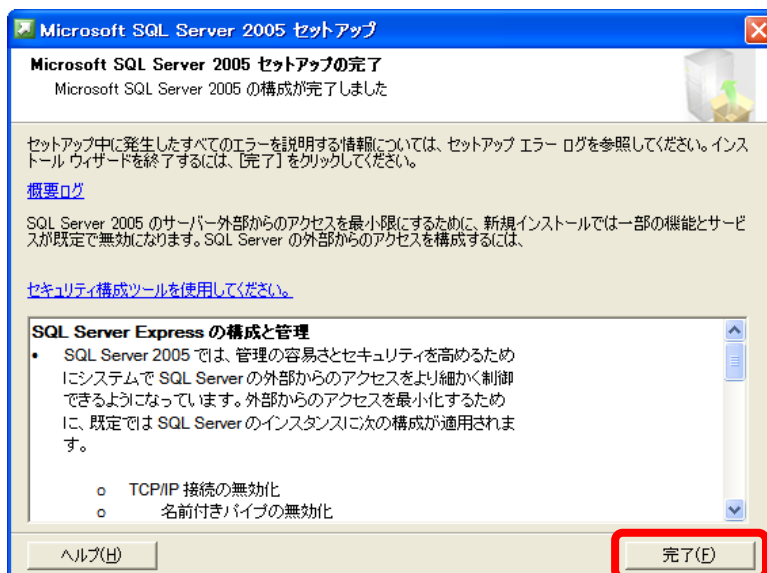 Microsoft SQL Server 2005 セットアップ
Microsoft SQL Server 2005 セットアップの完了
Microsoft SQL Server 2005 の構成が完了しました
セットアップ中に発生したすべてのエラーを説明する情報については、セットアップ エラー ログを参照してください。インス
トール ウィザードを終了するには、[完了] をクリックしてください。
概要ログ
SQL Server 2005 のサーバー外部からのアクセスを最小限にするために、新規インストールでは一部の機能とサービ
スが既定で無効になります。SQL Server の外部からのアクセスを構成するには、
セキュリティ構成ツールを使用してください。
SQL Server Express の構成と管理
• SQL Server 2005 では、管理の容易さとセキュリティを高めるため
にシステムで SQL Server の外部からのアクセスをより細かく制御
できるようになっています。外部からのアクセスを最小化するため
に、既定では SQL Server のインスタンスに次の構成が適用されま
す。
o TCP/IP 接続の無効化
o 名前付きパイプの無効化
ヘルプ(H)
完了(F)